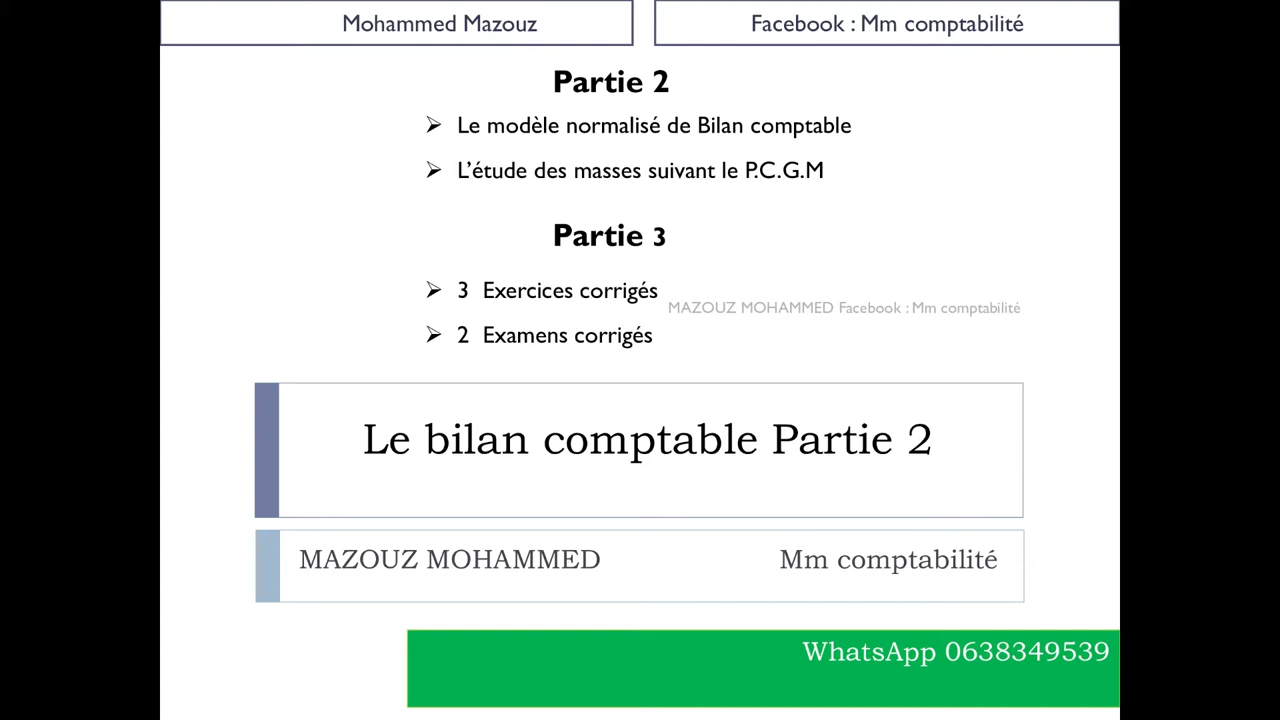 Mohammed Mazouz
Facebook : Mm comptabilité
Partie 2
➢ Le modèle normalisé de Bilan comptable
➢ L’étude des masses suivant le P.C.G.M
Partie 3
➢ 3 Exercices corrigés
MAZOUZ MOHAMMED Facebook : Mm comptabilité
➢ 2 Examens corrigés
Le bilan comptable Partie 2
MAZOUZ MOHAMMED Mm comptabilité
WhatsApp 0638349539